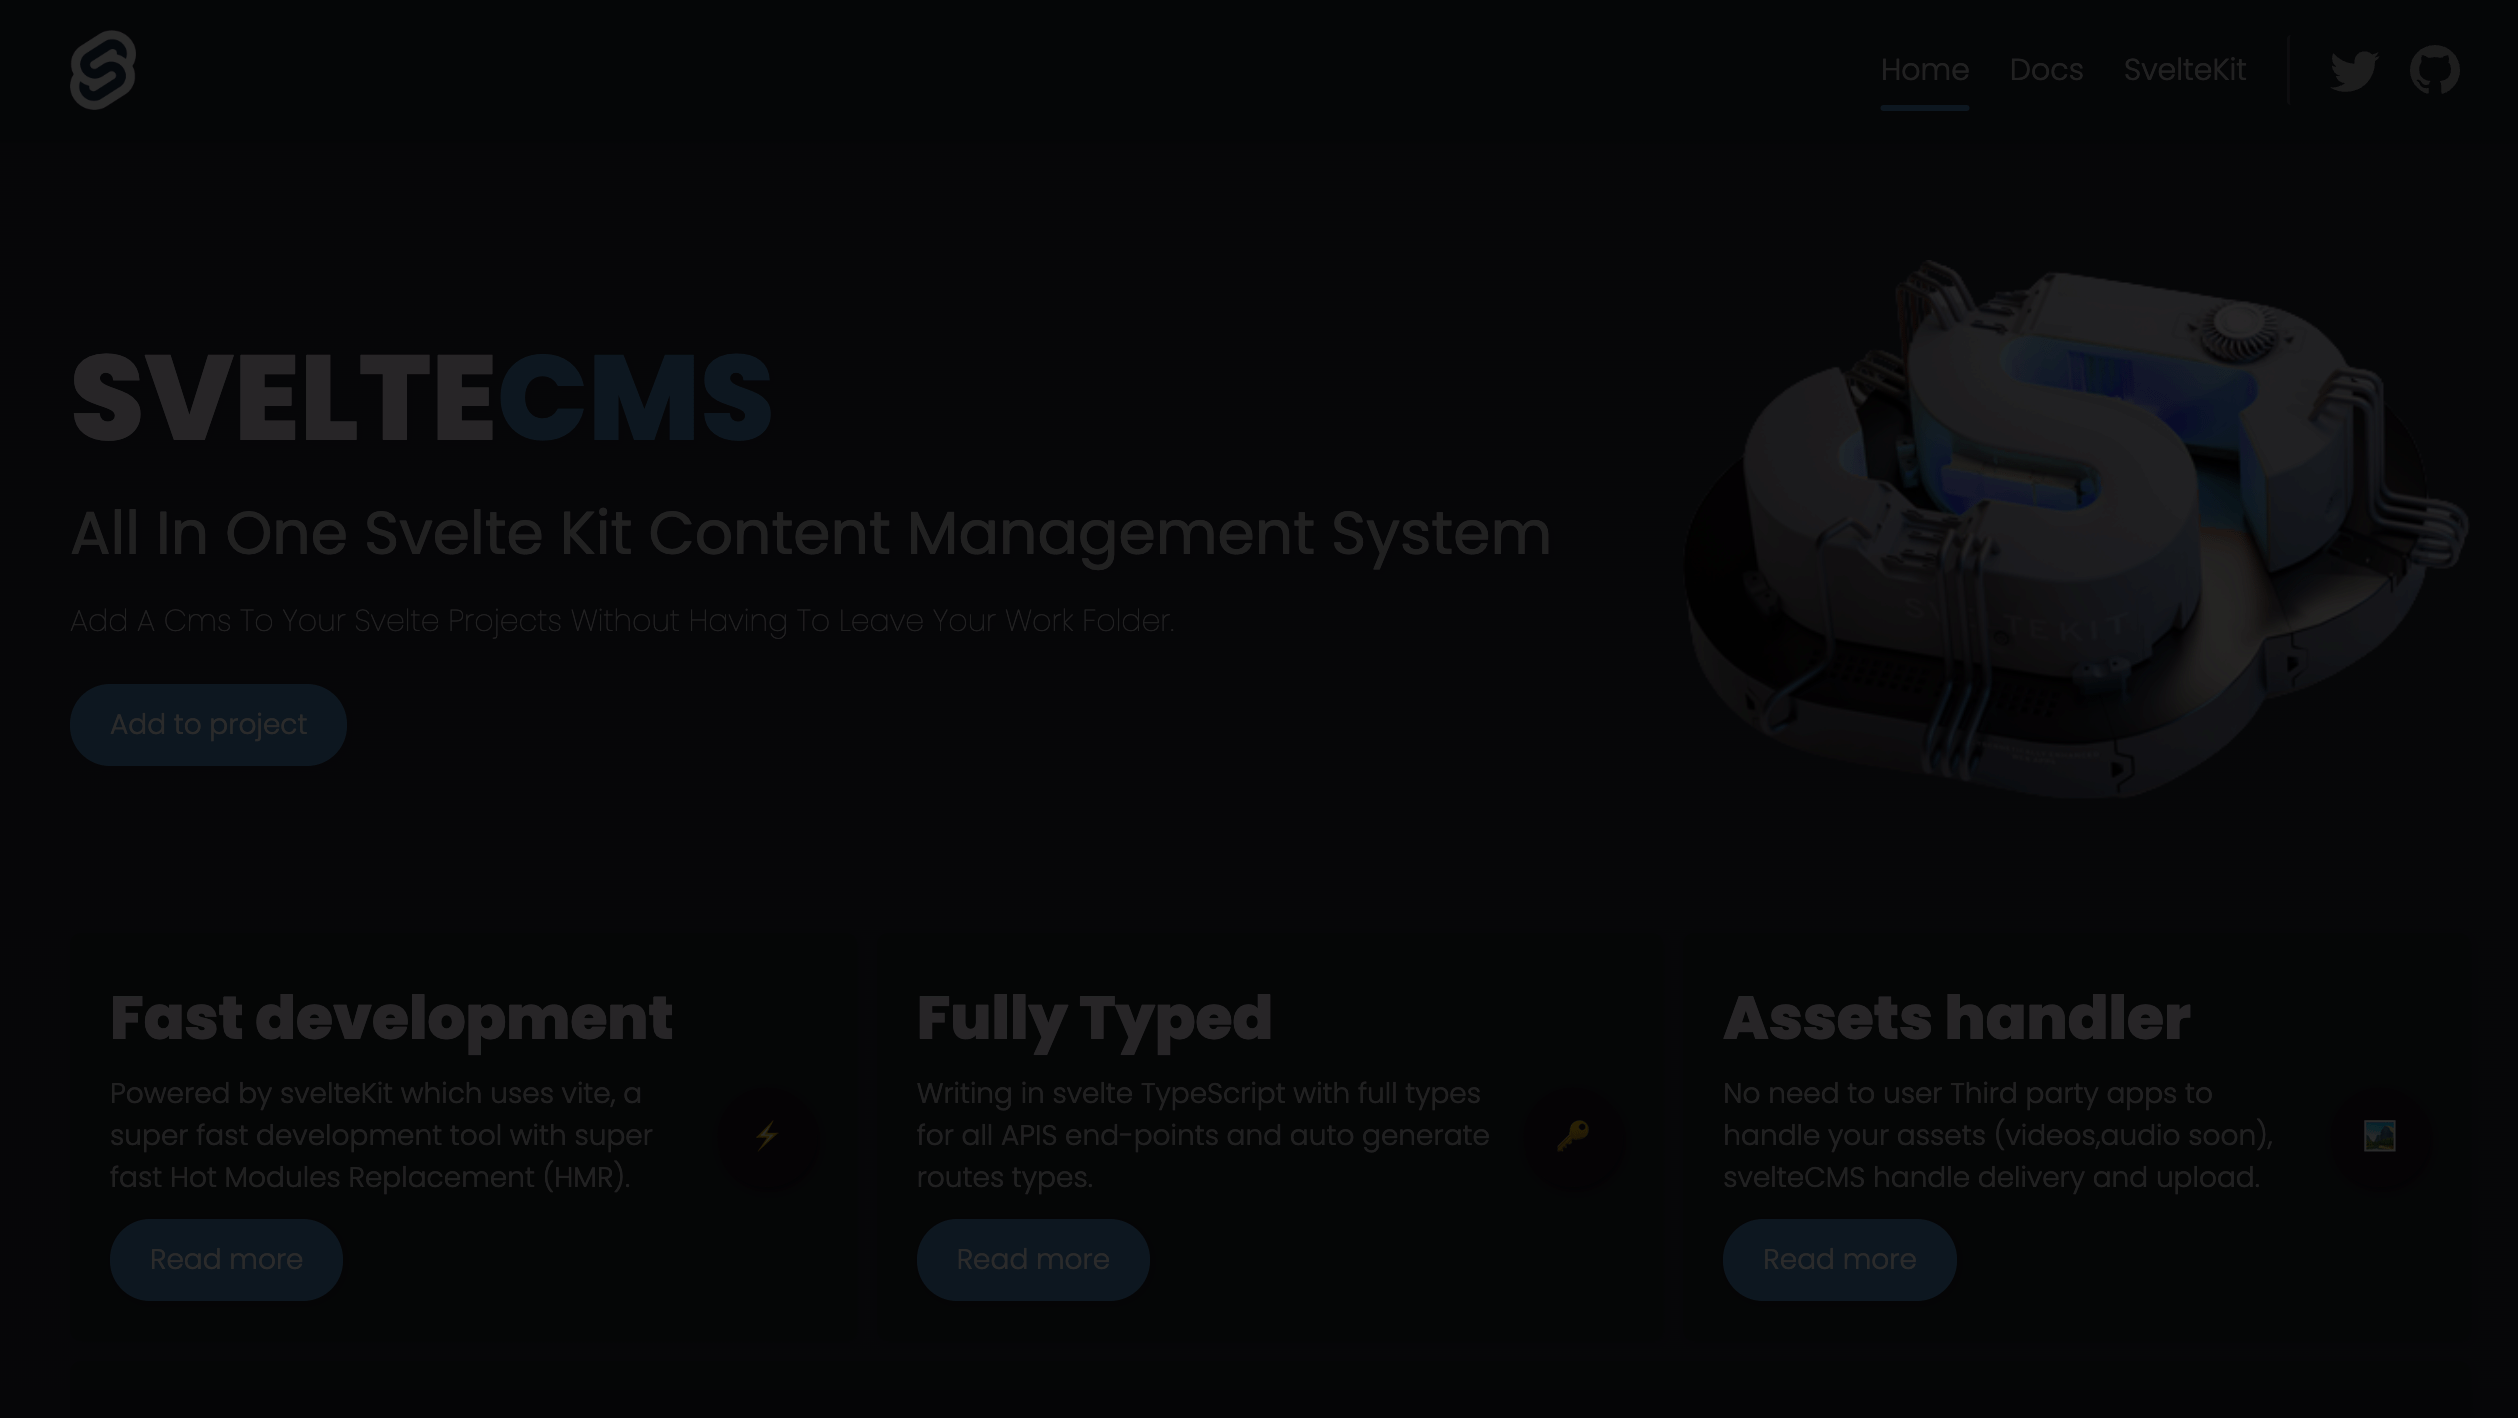 Home Docs SvelteKit
SVELTECMS
All In One Svelte Kit Content Management System
Add A Cms To Your Svelte Projects Without Having To Leave Your Work Folder.
Add to project
Fast development
Powered by svelteKit which uses vite, a
super fast development tool with super
fast Hot Modules Replacement (HMR).
Read more
Fully Typed
Writing in svelte TypeScript with full types
for all APIS end-points and auto generate
routes types.
Read more
Assets handler
No need to user Third party apps to
handle your assets (videos,audio soon),
svelteCMS handle delivery and upload.
Read more